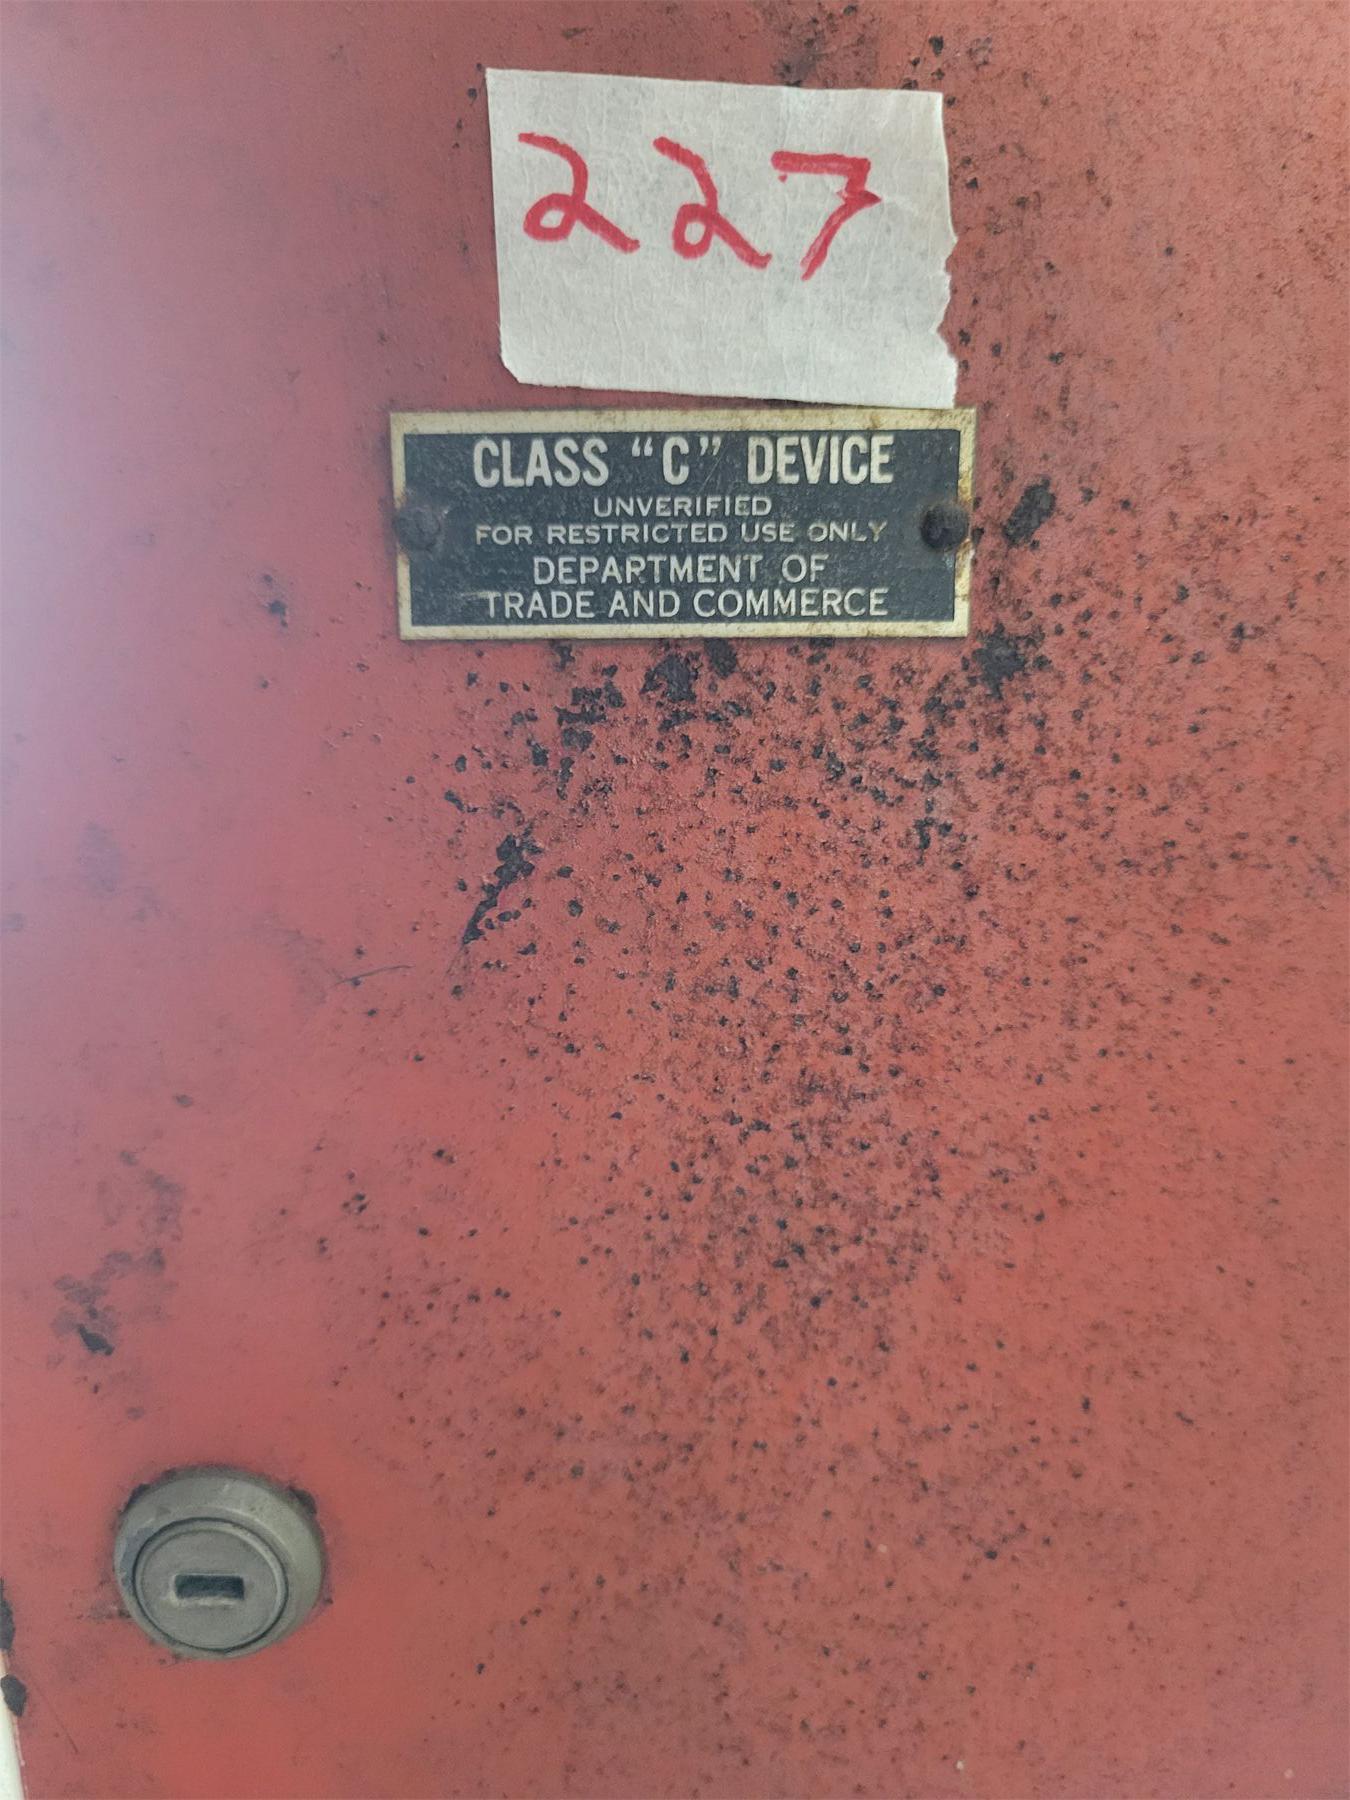 227
CLASS "C" DEVICE
UNVERIFIED
FOR RESTRICTED USE ONLY
DEPARTMENT OF
TRADE AND COMMERCE